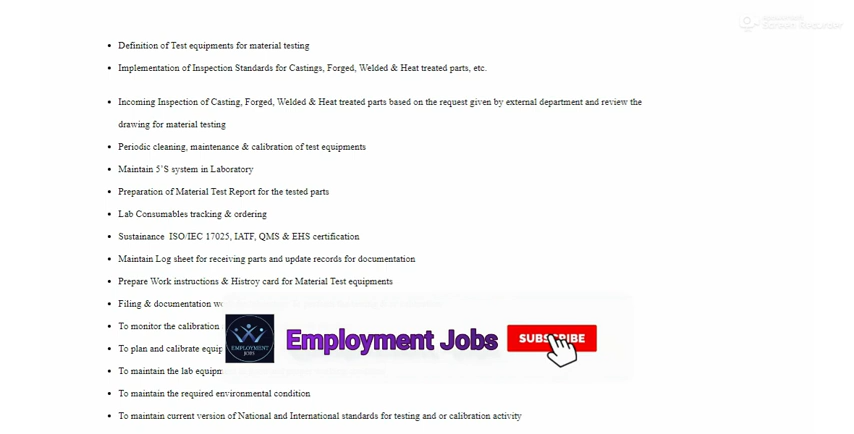 Screen Recorder
Definition of Test equipments for material testing
Implementation of Inspection Standards for Castings, Forged, Welded & Heat treated parts, etc.
Incoming Inspection of Casting, Forged, Welded & Heat treated parts based on the request given by external department and review the
drawing for material testing
Periodic cleaning, maintenance & calibration of test equipments
Maintain 5'S system in Laboratory
Preparation of Material Test Report for the tested parts
Lab Consumables tracking & ordering
Sustainance ISO/IEC 17025, IATF, QMS & EHS certification
Maintain Log sheet for receiving parts and update records for documentation
Prepare Work instructions & Histroy card for Material Test equipments
Filing & documentation
To monitor the calibration
To plan and calibrate
To maintain the lab
EMPLOYMENT
JOBS
Employment Jobs
SUBSCRIBE
To maintain the required environmental condition
To maintain current version of National and International standards for testing and or calibration activity